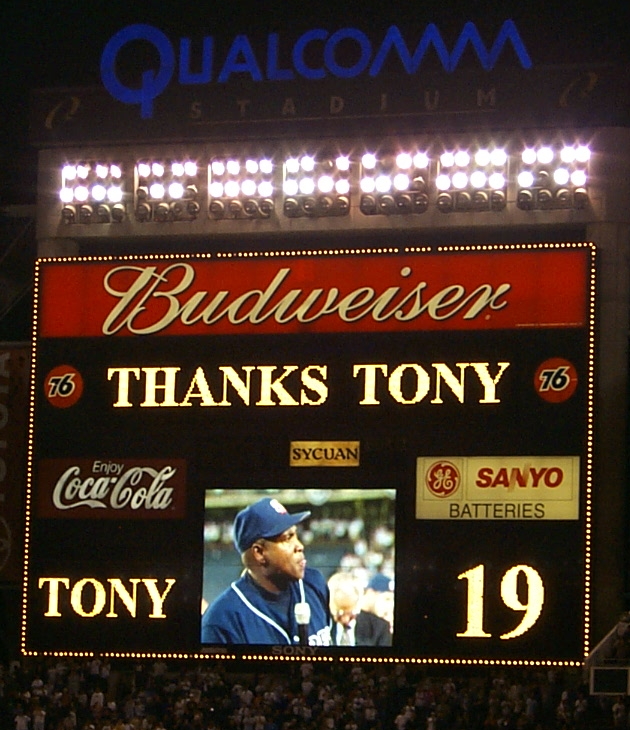 QUALCOMM
STADIUM
Budweiser
76 THANKS TONY 76
SYCUAN
Enjoy
Coca-Cola
GE SANYO
BATTERIES
TONY 19
SONY